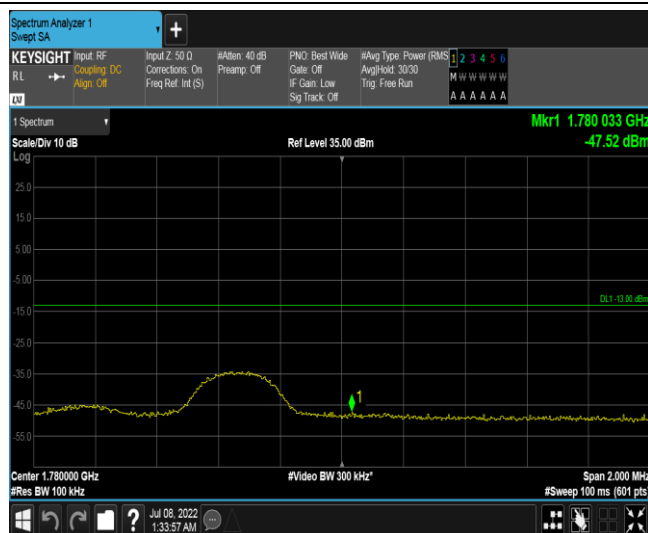 Spectrum Analyzer 1
Swept SA
+
KEYSIGHT
RL
Input: RF
Coupling: DC
Align: Off
Input Z: 50 Ω
Corrections: On
Freq Ref: Int (S)
#Atten: 40 dB
Preamp: Off
PNO: Best Wide
Gate: Off
IF Gain: Low
Sig Track: Off
#Avg Type: Power (RMS
Avg|Hold: 30/30
Trig: Free Run
1 2 3 4 5 6
M W W W W W
A A A A A A
LXI
1 Spectrum
Mkr1 1.780 033 GHz
Scale/Div 10 dB
Ref Level 35.00 dBm
-47.52 dBm
Log
25.0
15.0
5.00
-5.00
DL1 -13.00 dBm
-15.0
-25.0
-35.0
1
-45.0
-55.0
Center 1.780000 GHz
#Video BW 300 kHz*
Span 2.000 MHz
#Res BW 100 kHz
#Sweep 100 ms (601 pts)
?
Jul 08, 2022
1:33:57 AM